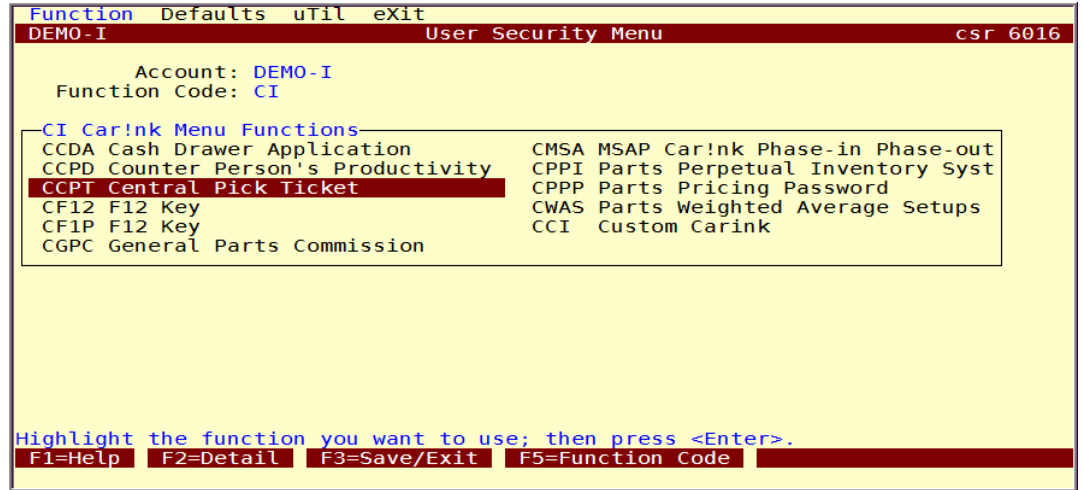 Function Defaults uTil eXit
DEMO-I User Security Menu csr 6016
Account: DEMO-I
Function Code: CI
CI Car!nk Menu Functions
CCDA Cash Drawer Application CMSA MSAP Car!nk Phase-in Phase-out
CCPD Counter Person's Productivity CPPI Parts Perpetual Inventory Syst
CCPT Central Pick Ticket CPPP Parts Pricing Password
CF12 F12 Key CWAS Parts Weighted Average Setups
CF1P F12 Key CCI Custom Carink
CGPC General Parts Commission
Highlight the function you want to use; then press <Enter>.
F1=Help F2=Detail F3=Save/Exit F5=Function Code